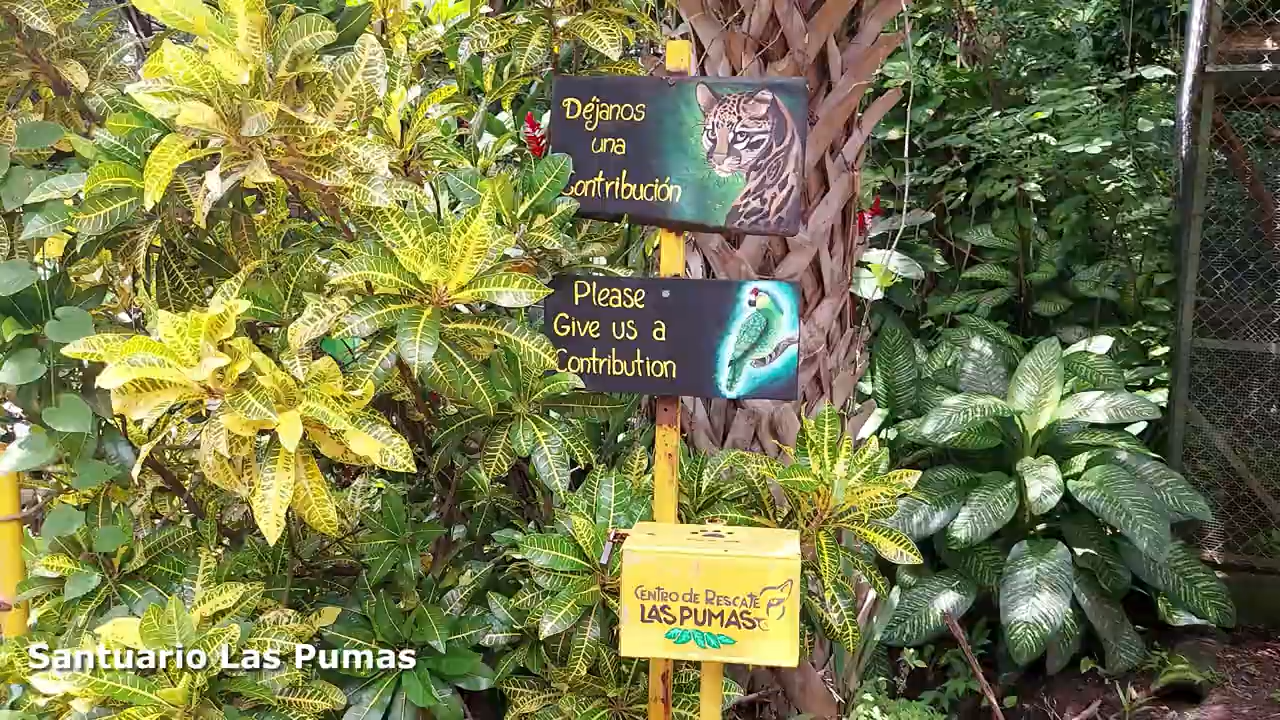 Déjanos
una
contribución
Please
Give us a
Contribution
CENTRO DE RESCATE
LAS PUMAS
Santuario Las Pumas